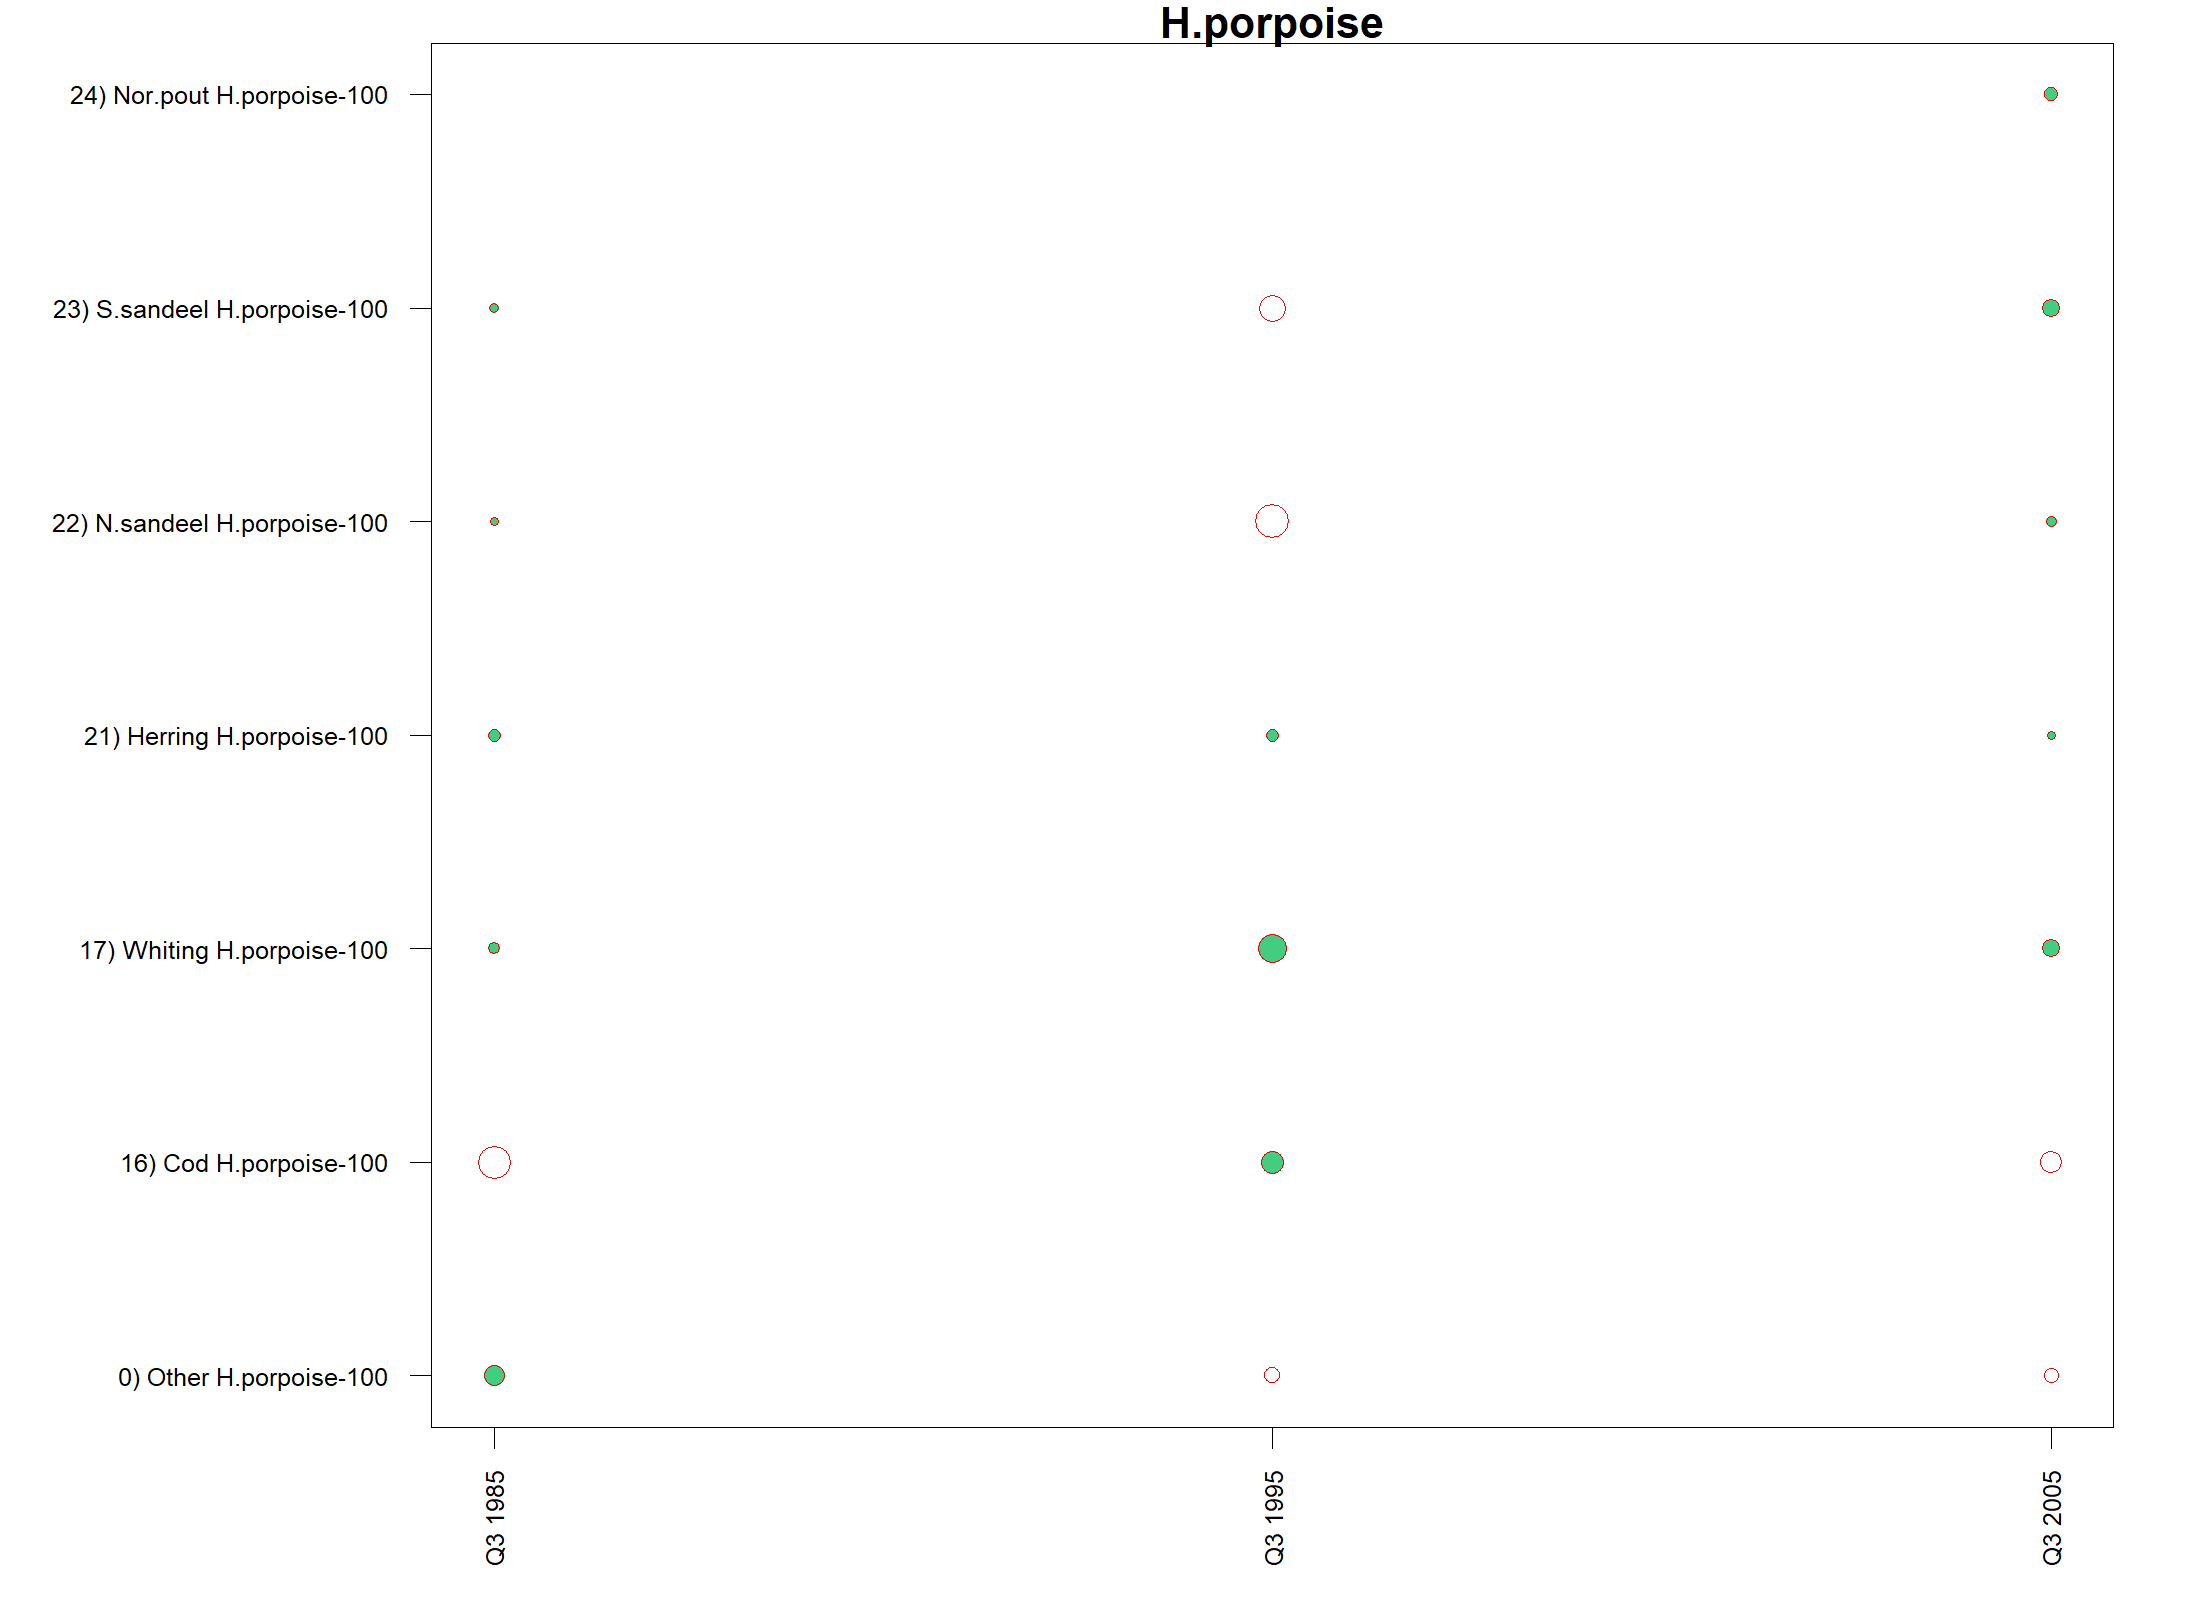 H.porpoise
24) Nor.pout H.porpoise-100
23) S.sandeel H.porpoise-100
22) N.sandeel H.porpoise-100
21) Herring H.porpoise-100
17) Whiting H.porpoise-100
16) Cod H.porpoise-100
0) Other H.porpoise-100
Q3 1985
Q3 1995
Q3 2005